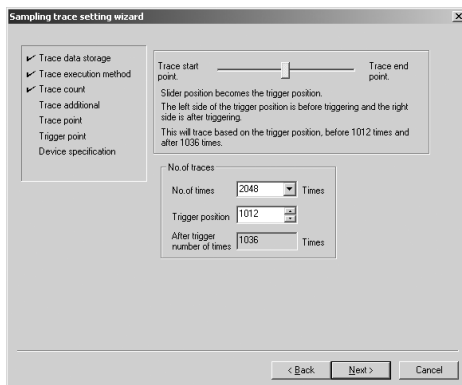 Sampling trace setting wizard
Trace data storage
Trace execution method
Trace count
Trace additional
Trace point
Trigger point
Device specification
Trace start
point.
Trace end
point.
Slider position becomes the trigger position.
The left side of the trigger position is before triggering and the right
side is after triggering.
This will trace based on the trigger position, before 1012 times and
after 1036 times.
No.of traces
No.of times 2048 Times
Trigger position 1012
After trigger
number of times 1036 Times
< Back Next > Cancel